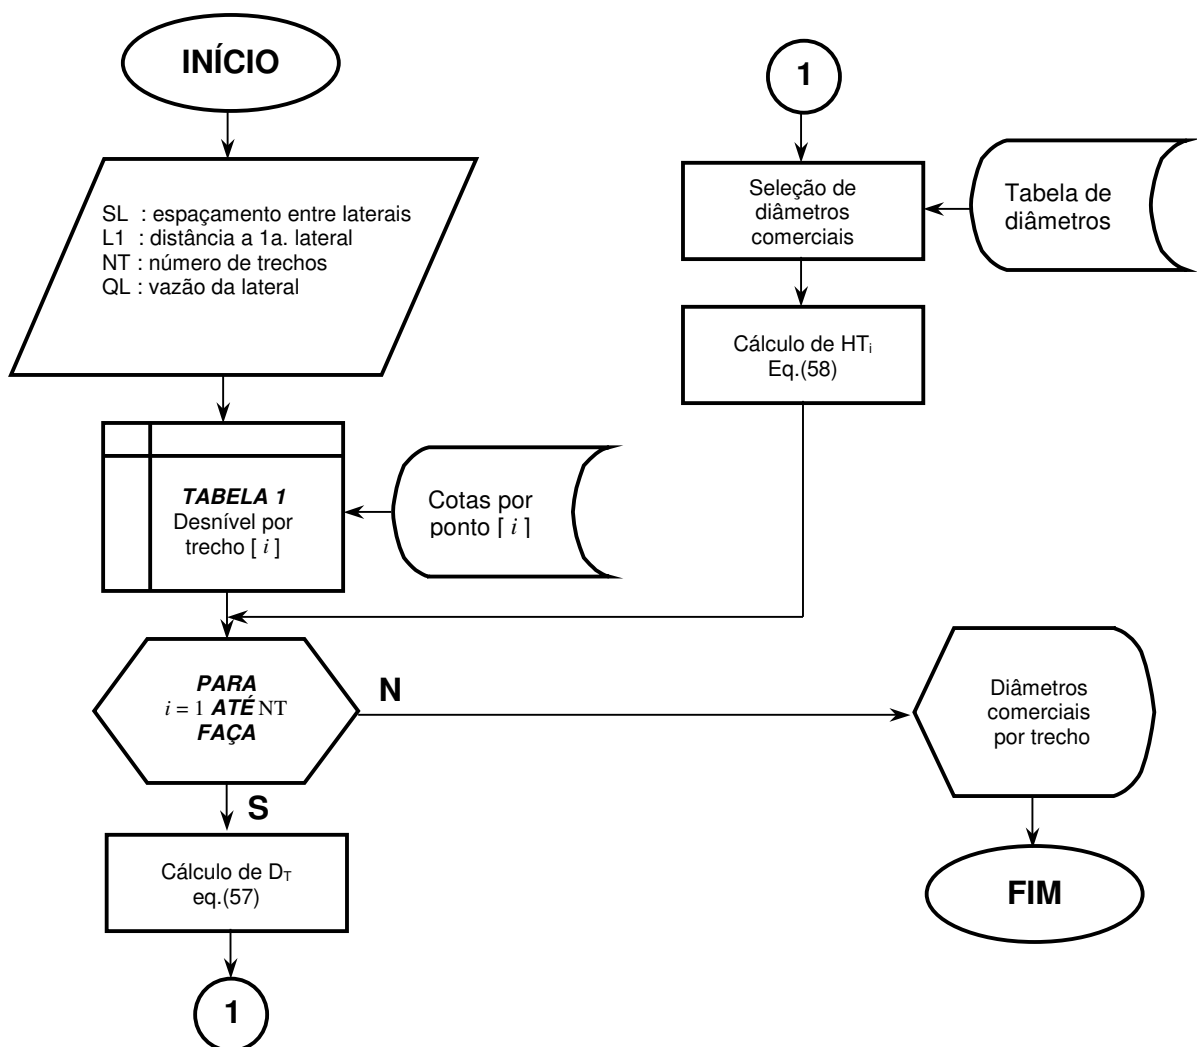 INÍCIO
SL : espaçamento entre laterais
L1 : distância a 1a. lateral
NT : número de trechos
QL : vazão da lateral
TABELA 1
Desnível por
trecho [ i ]
Cotas por
ponto [ i ]
PARA
i = 1 ATÉ NT
FAÇA
N
S
Cálculo de DT
eq.(57)
1
1
Seleção de
diâmetros
comerciais
Tabela de
diâmetros
Cálculo de HTi
Eq.(58)
Diâmetros
comerciais
por trecho
FIM